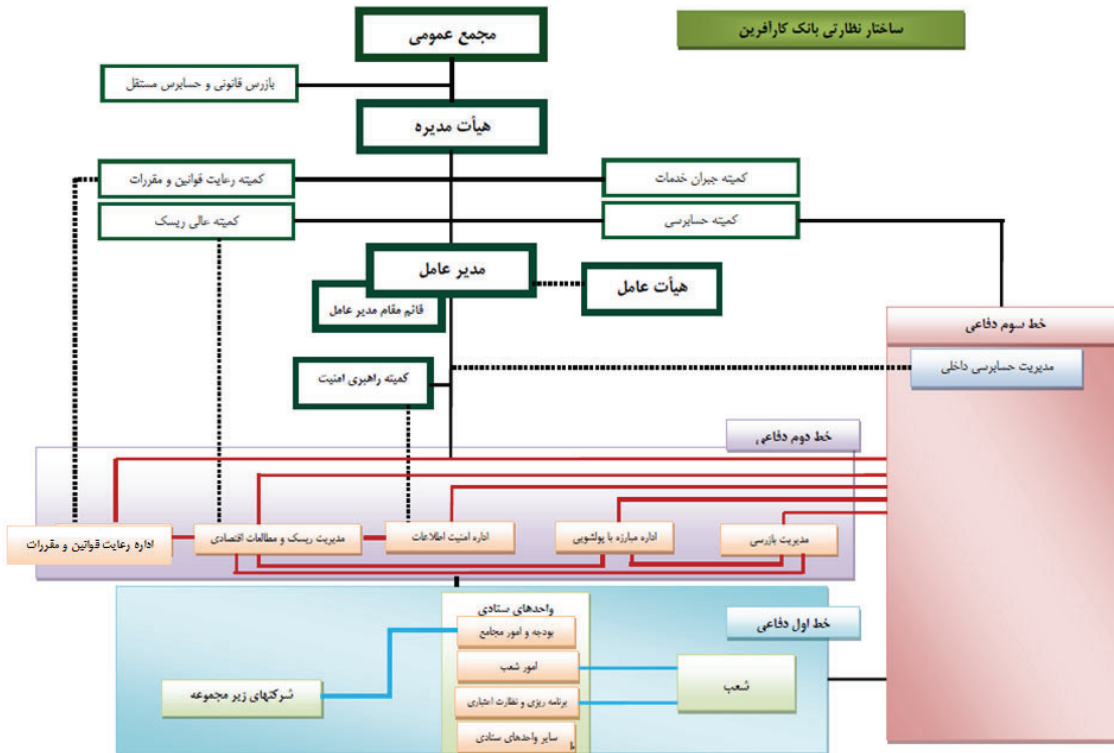 ساختار نظارتی بانک کارآفرین
مجمع عمومی
بازرس قانونی و حسابرس مستقل
هیأت مدیره
کمیته جبران خدمات
کمیته رعایت قوانین و مقررات
کمیته حسابرسی
کمیته عالی ریسک
مدیر عامل
هیأت عامل
قائم مقام مدیر عامل
خط سوم دفاعی
مدیریت حسابرسی داخلی
کمیته راهبری امنیت
خط دوم دفاعی
مدیریت بازرسی
اداره مبارزه با پولشویی
اداره امنیت اطلاعات
مدیریت ریسک و مطالعات اقتصادی
اداره رعایت قوانین و مقررات
خط اول دفاعی
واحدهای ستادی
بودجه و امور مجامع
امور شعب
برنامه ریزی و نظارت اعتباری
سایر واحدهای ستادی
شعب
شرکتهای زیر مجموعه